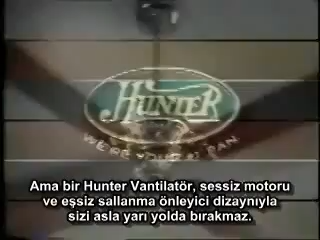 HUNTER
WE'RE YOUR FAN
Ama bir Hunter Vantilatör, sessiz motoru
ve eşsiz sallanma önleyici dizaynıyla
sizi asla yarı yolda bırakmaz.